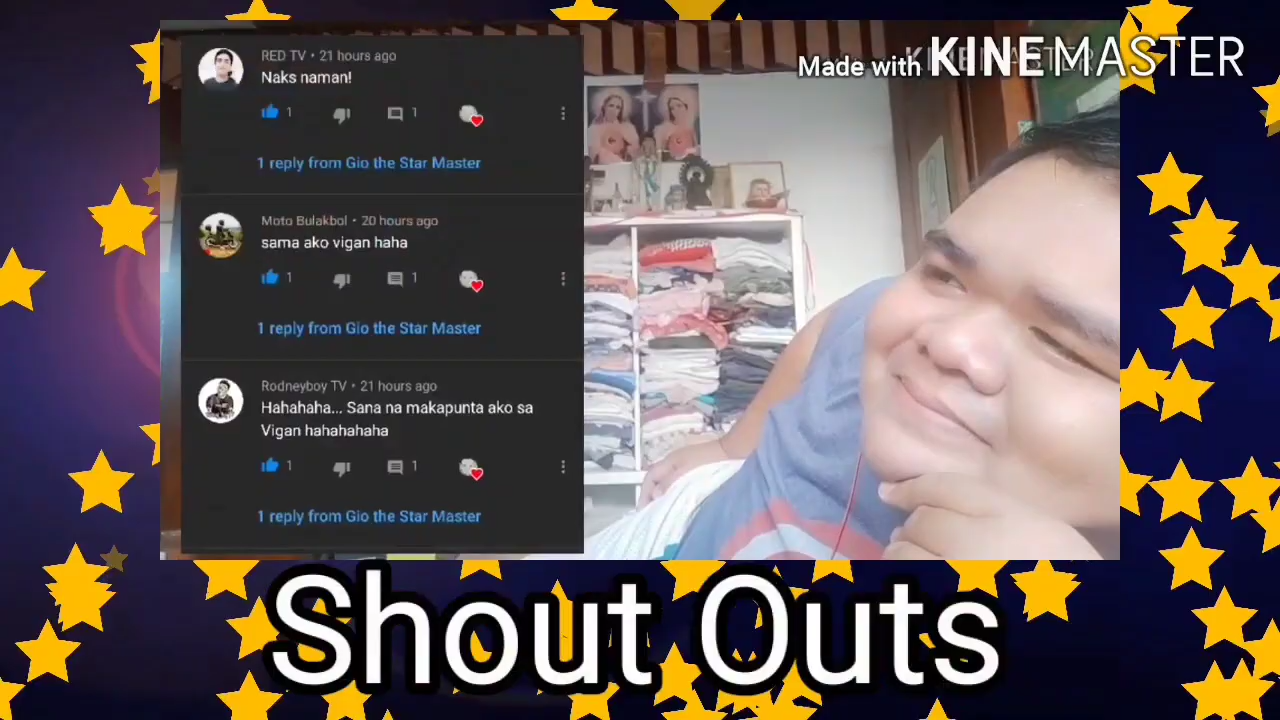 Made with KINEMASTER
RED TV • 21 hours ago
Naks naman!
1
1
1 reply from Gio the Star Master
Moto Bulakbol • 20 hours ago
sama ako vigan haha
1
1
1 reply from Gio the Star Master
Rodneyboy TV • 21 hours ago
Hahahaha... Sana na makapunta ako sa
Vigan hahahahaha
1
1
1 reply from Gio the Star Master
Shout Outs